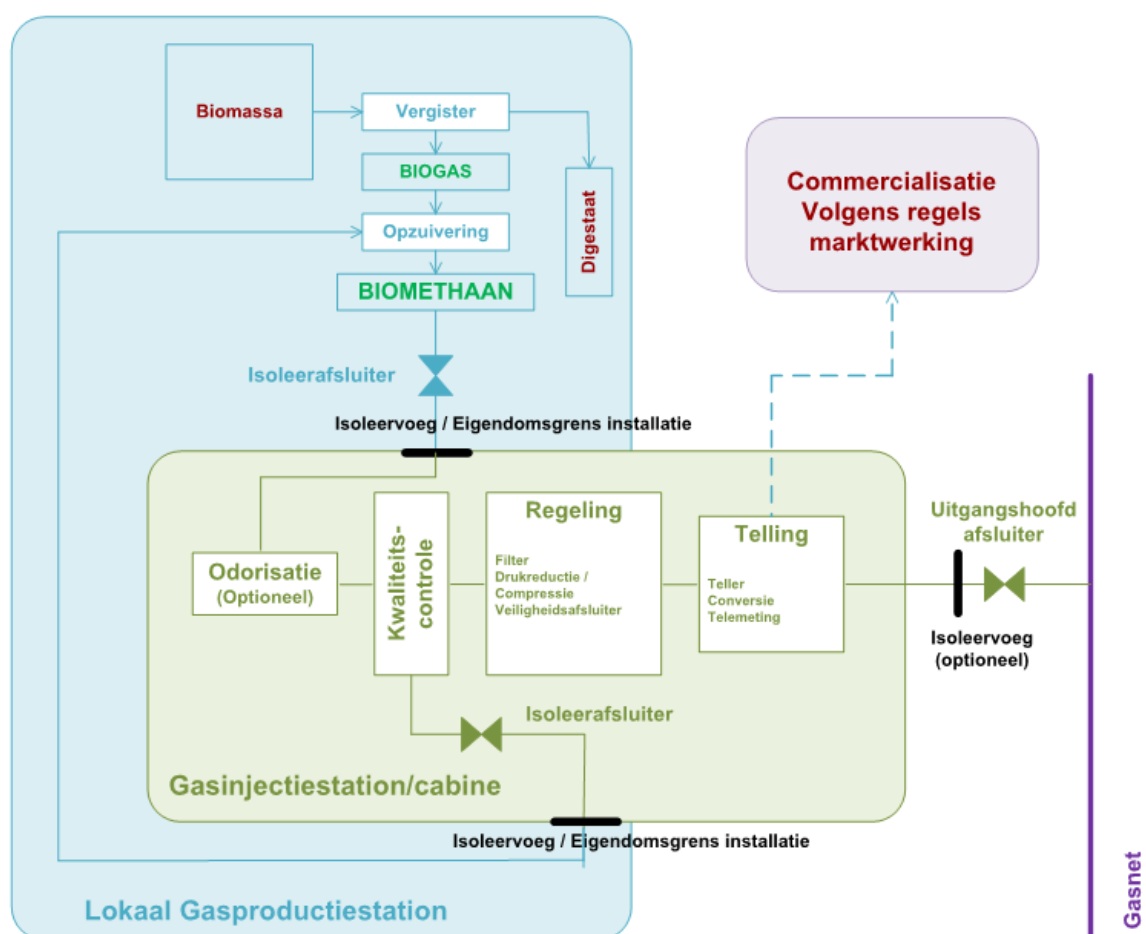 Biomassa
Vergister
BIOGAS
Opzuivering
BIOMETHAAN
Digestaat
Commercialisatie
Volgens regels
marktwerking
Isoleerafsluiter
Isoleervoeg / Eigendomsgrens installatie
Odorisatie
(Optioneel)
Kwaliteits-
controle
Regeling
Filter
Drukreductie /
Compressie
Veiligheidsafsluiter
Telling
Teller
Conversie
Telemeting
Uitgangshoofd
afsluiter
Isoleervoeg
(optioneel)
Isoleerafsluiter
Gasinjectiestation/cabine
Isoleervoeg / Eigendomsgrens installatie
Lokaal Gasproductiestation
Gasnet